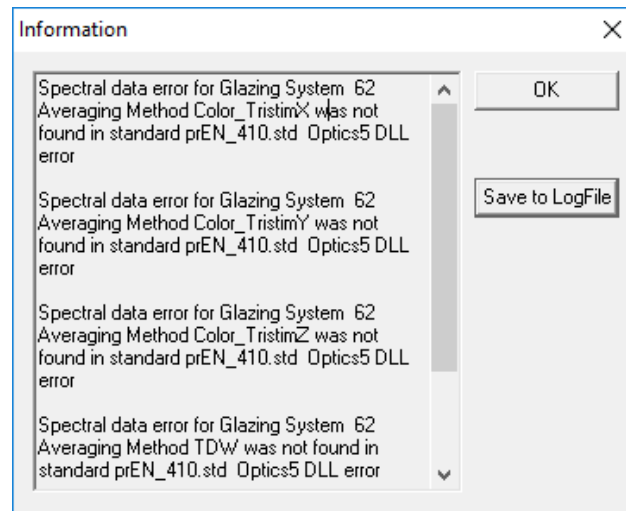 Information
Spectral data error for Glazing System  62
Averaging Method Color_TristimX was not
found in standard prEN_410.std  Optics5 DLL
error
Spectral data error for Glazing System  62
Averaging Method Color_TristimY was not
found in standard prEN_410.std  Optics5 DLL
error
Spectral data error for Glazing System  62
Averaging Method Color_TristimZ was not
found in standard prEN_410.std  Optics5 DLL
error
Spectral data error for Glazing System  62
Averaging Method TDW was not found in
standard prEN_410.std  Optics5 DLL error
OK
Save to LogFile